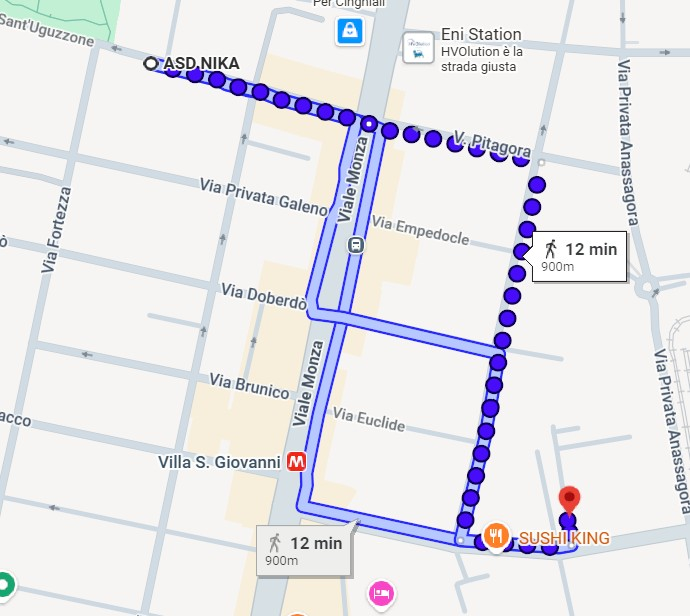 Per Cinghiali
Sant'Uguzzone
Eni Station
HVOlution è la
strada giusta
ASD NIKA
V. Pitagora
Via Privata Anassagora
Viale Monza
Via Privata Galeno
Via Empedocle
Via Fortezza
12 min
900m
Via Doberdò
Viale Monza
Via Privata Anassagora
Via Brunico
Via Euclide
acco
Villa S. Giovanni
M
SUSHI KING
12 min
900m